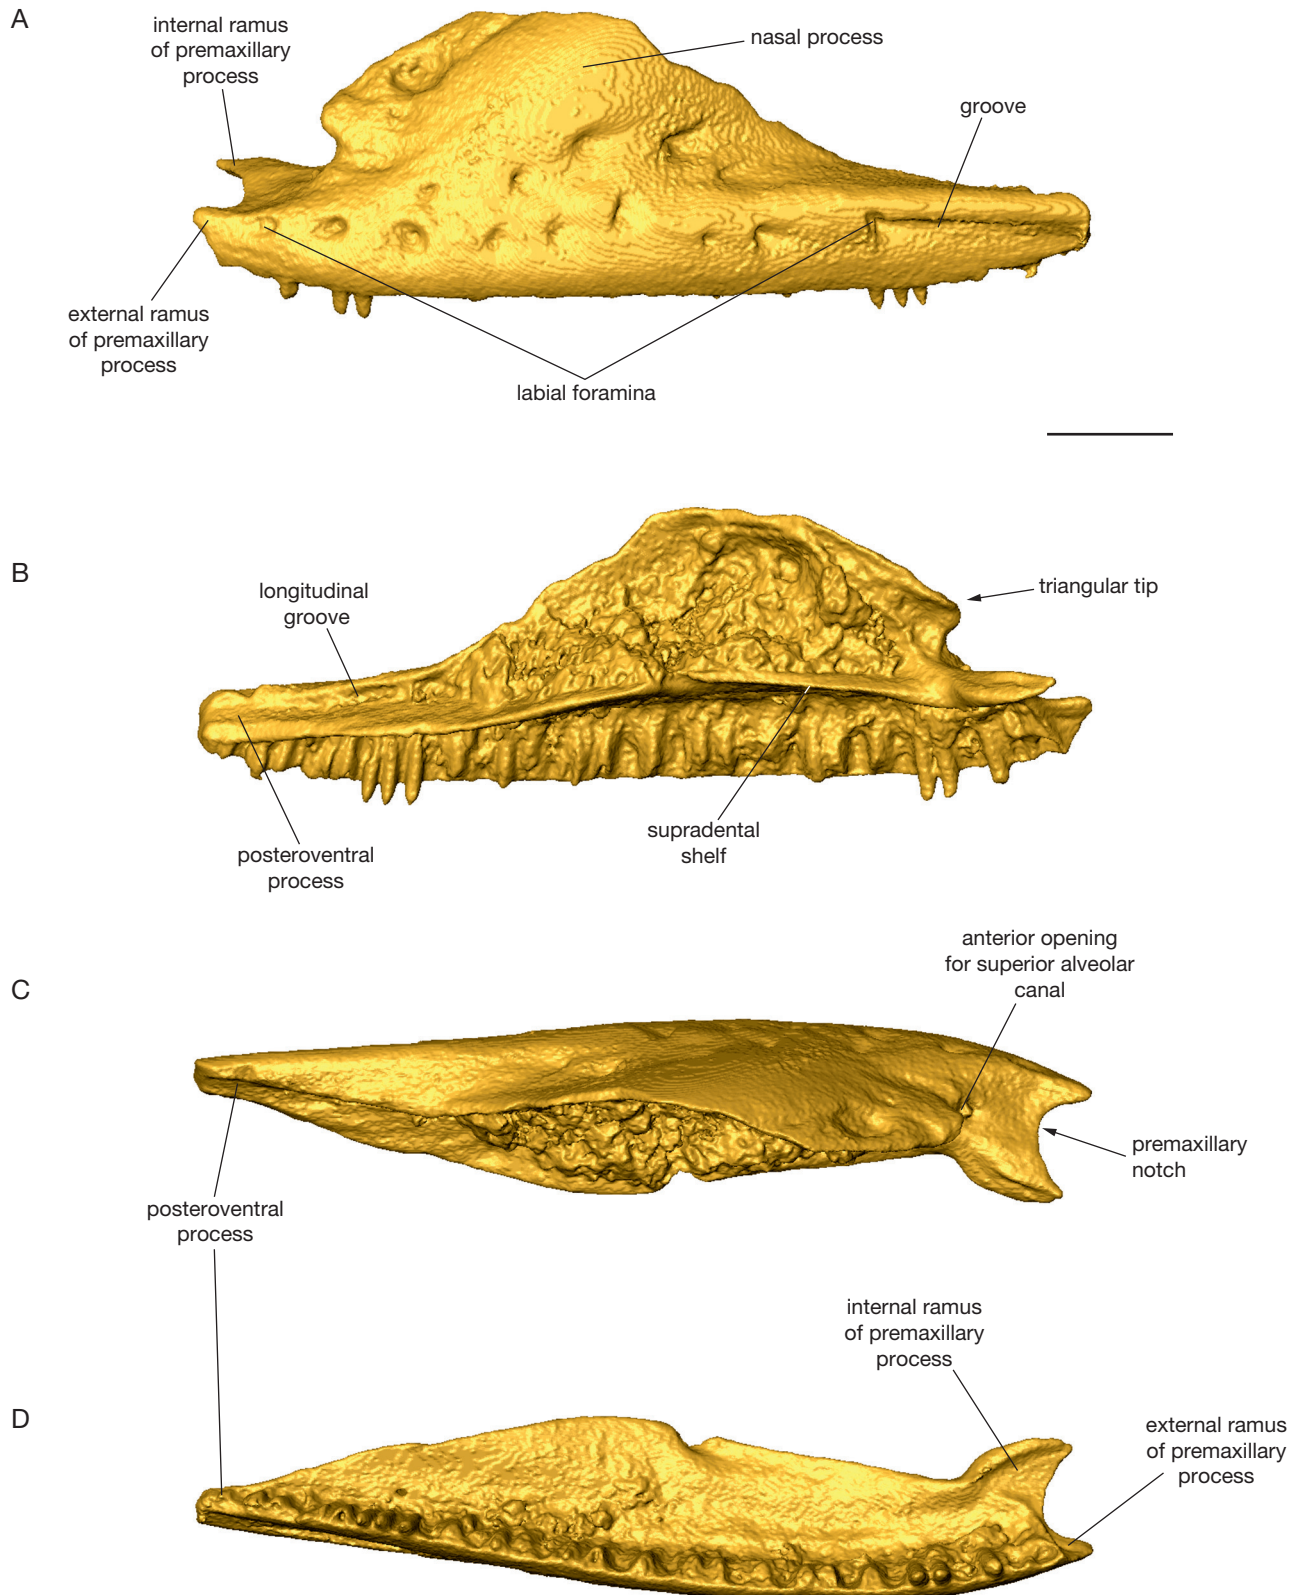 A
internal ramus
of premaxillary
process
nasal process
groove
external ramus
of premaxillary
process
labial foramina
B
longitudinal
groove
triangular tip
posteroventral
process
supradental
shelf
C
anterior opening
for superior alveolar
canal
premaxillary
notch
posteroventral
process
D
internal ramus
of premaxillary
process
external ramus
of premaxillary
process